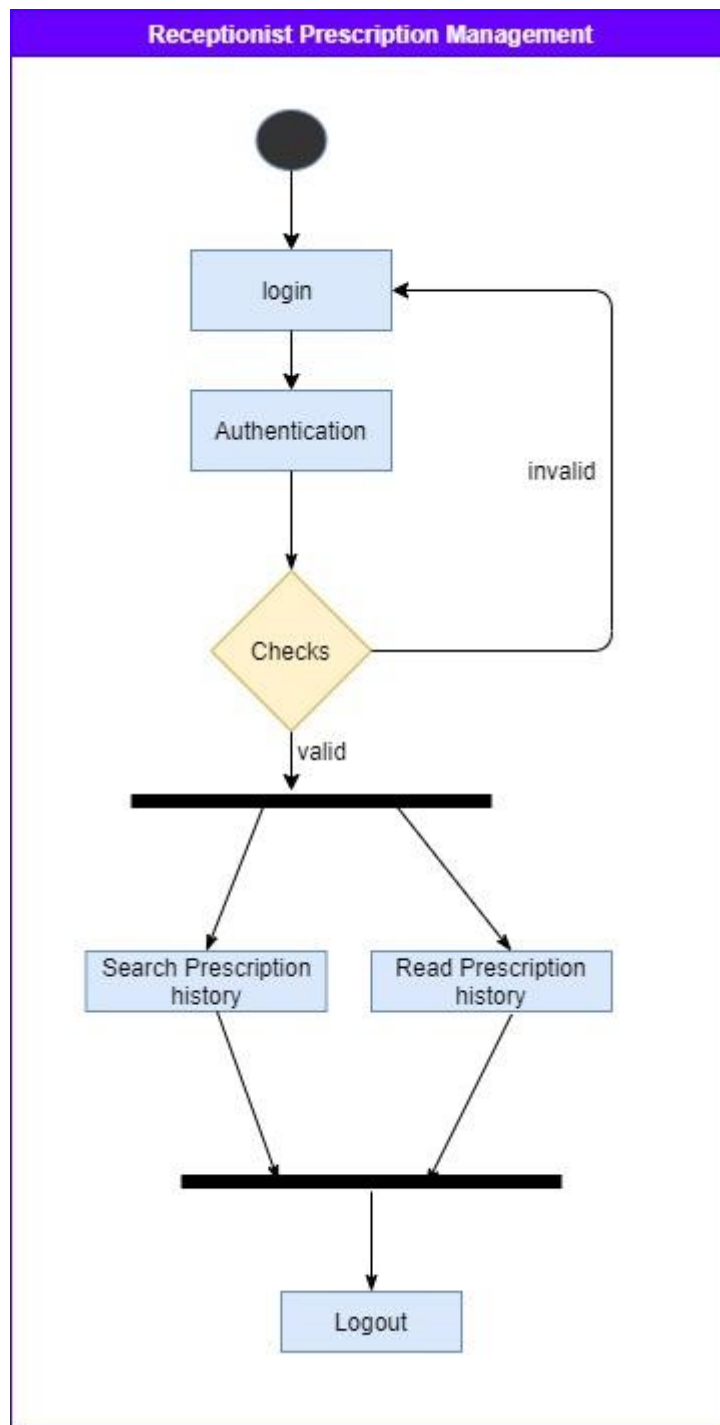 Receptionist Prescription Management
login
Authentication
invalid
Checks
valid
Search Prescription
history
Read Prescription
history
Logout